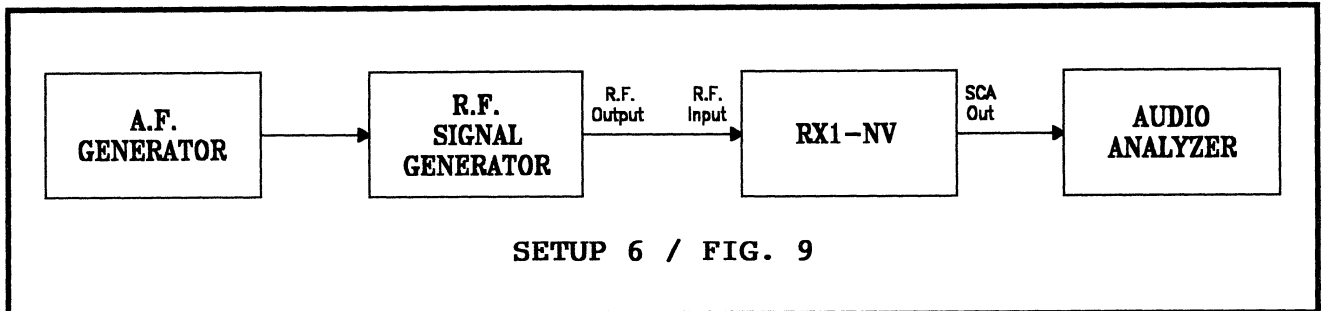 A.F.
GENERATOR
R.F.
SIGNAL
GENERATOR
R.F.
Output
R.F.
Input
RX1-NV
SCA
Out
AUDIO
ANALYZER
SETUP 6 / FIG. 9